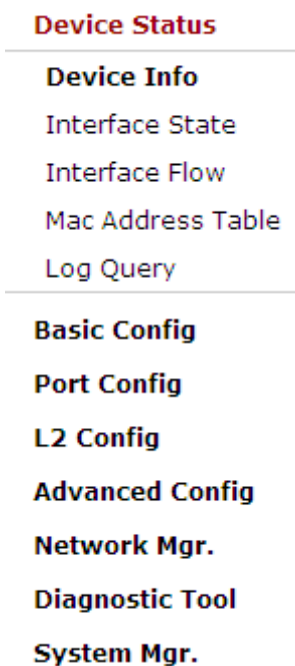 Device Status
Device Info
Interface State
Interface Flow
Mac Address Table
Log Query
Basic Config
Port Config
L2 Config
Advanced Config
Network Mgr.
Diagnostic Tool
System Mgr.